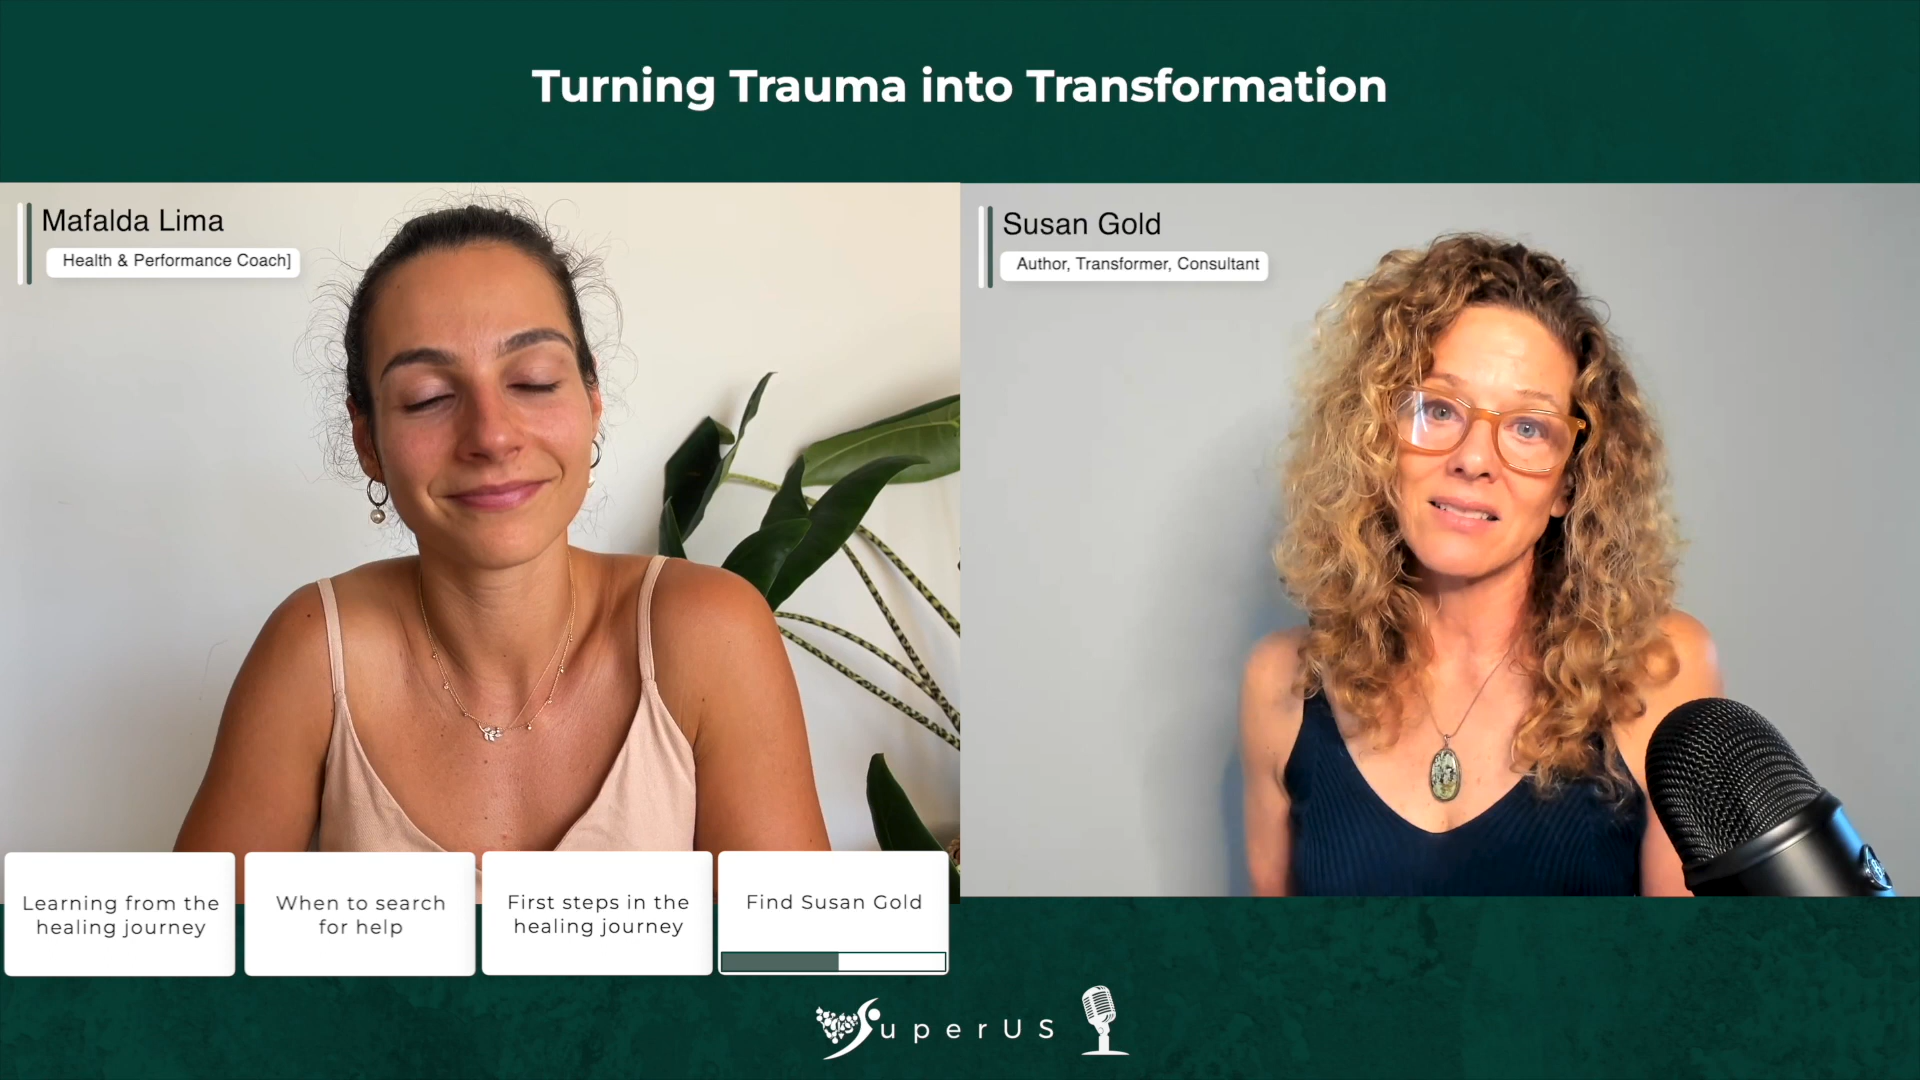 Turning Trauma into Transformation
Mafalda Lima
Health & Performance Coach]
Susan Gold
Author, Transformer, Consultant
Learning from the
healing journey
When to search
for help
First steps in the
healing journey
Find Susan Gold
SuperUS